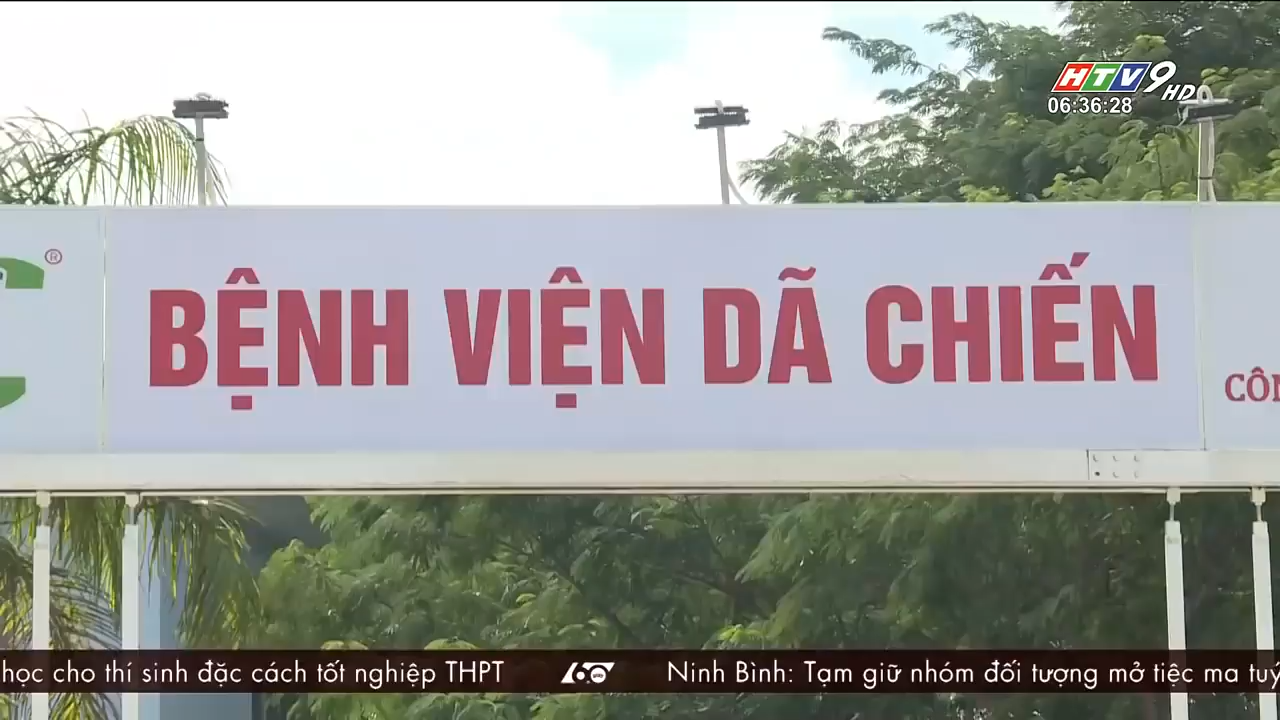 HTV9 HD
06:36:28
®
BỆNH VIỆN DÃ CHIẾN
học cho thí sinh đặc cách tốt nghiệp THPT
60
Ninh Bình: Tạm giữ nhóm đối tượng mở tiệc ma